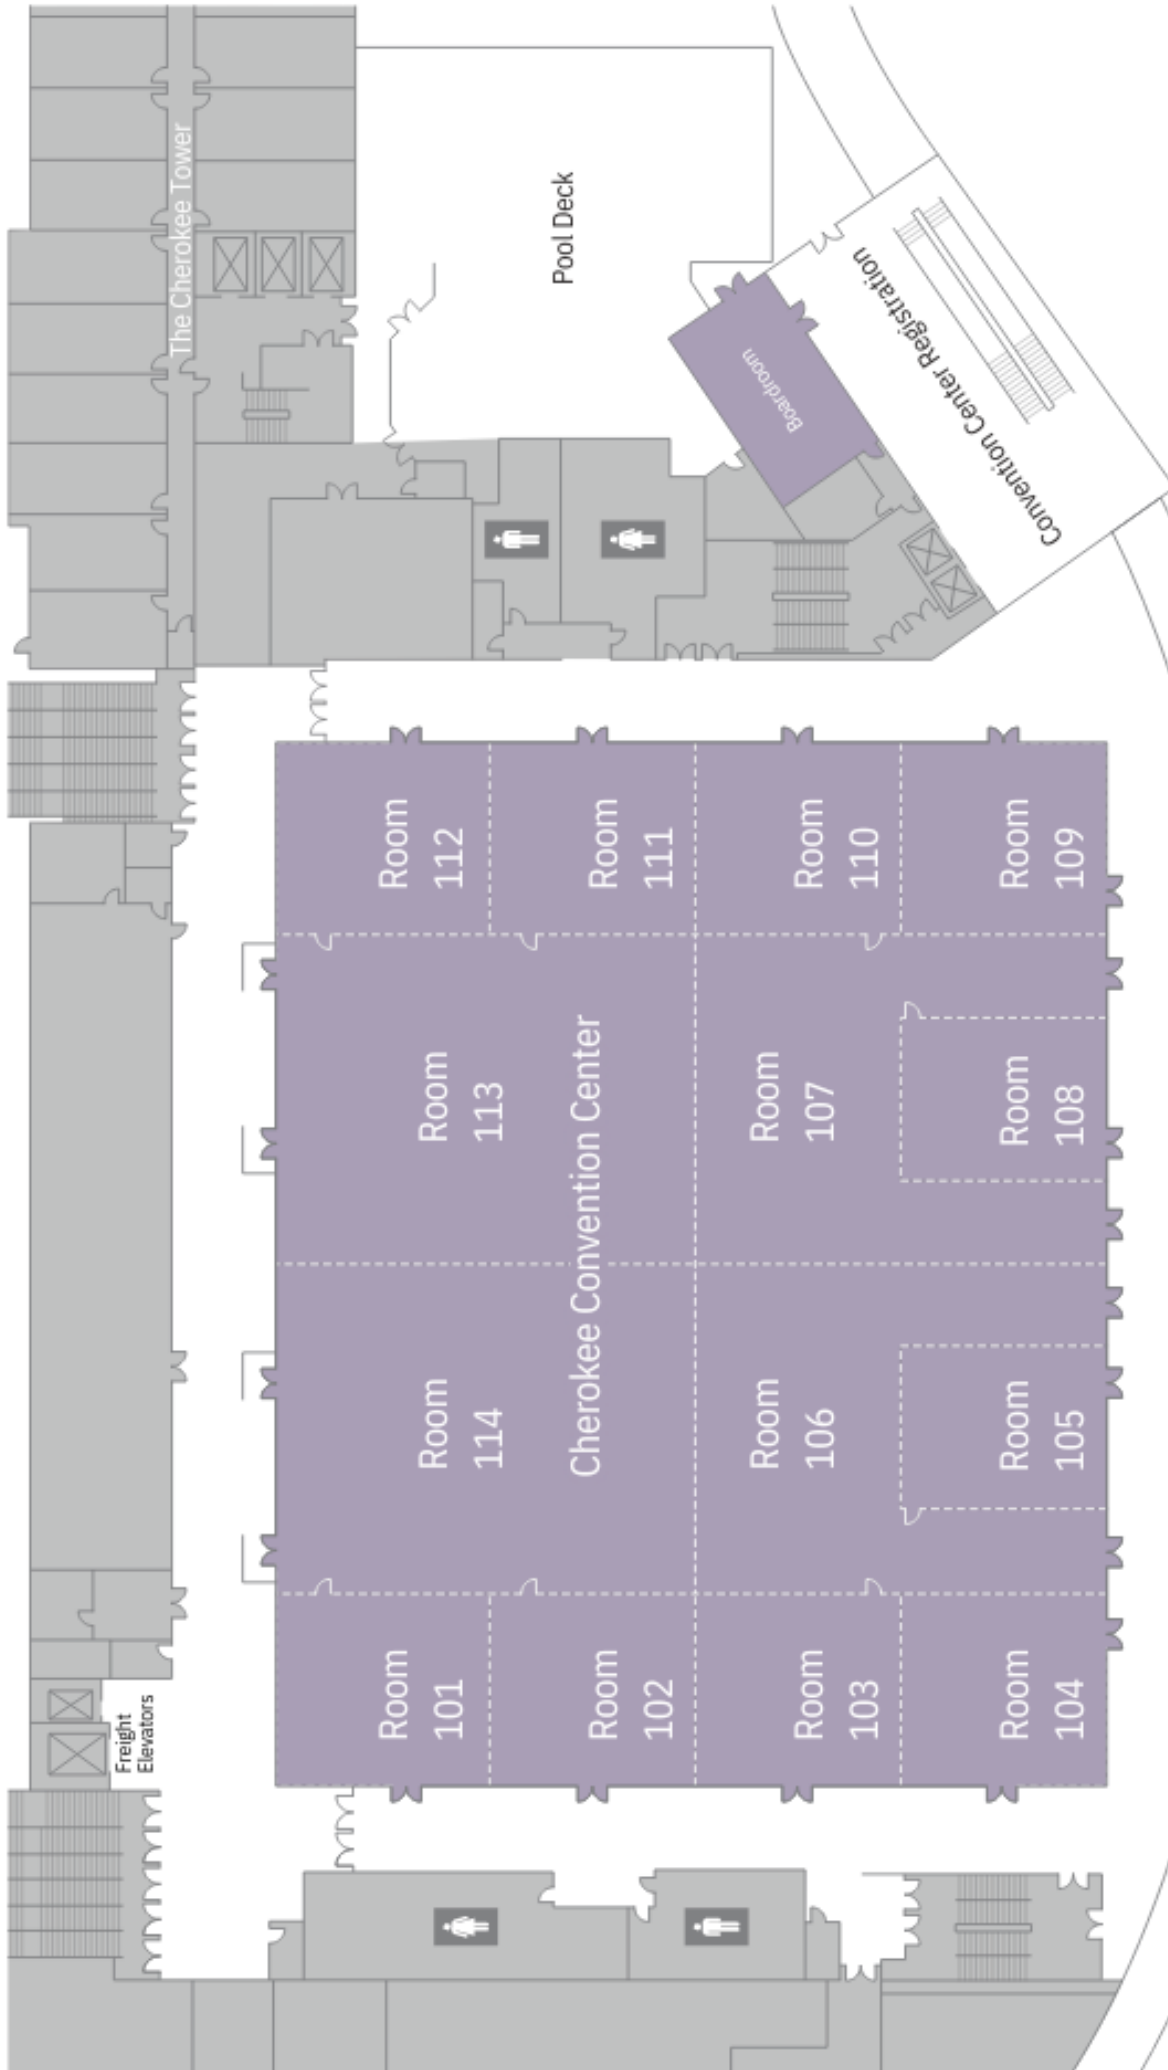 The Cherokee Tower
Pool Deck
Boardroom
Convention Center Registration
Room
112
Room
111
Room
110
Room
109
Room
113
Cherokee Convention Center
Room
107
Room
108
Room
114
Room
106
Room
105
Freight
Elevators
Room
101
Room
102
Room
103
Room
104